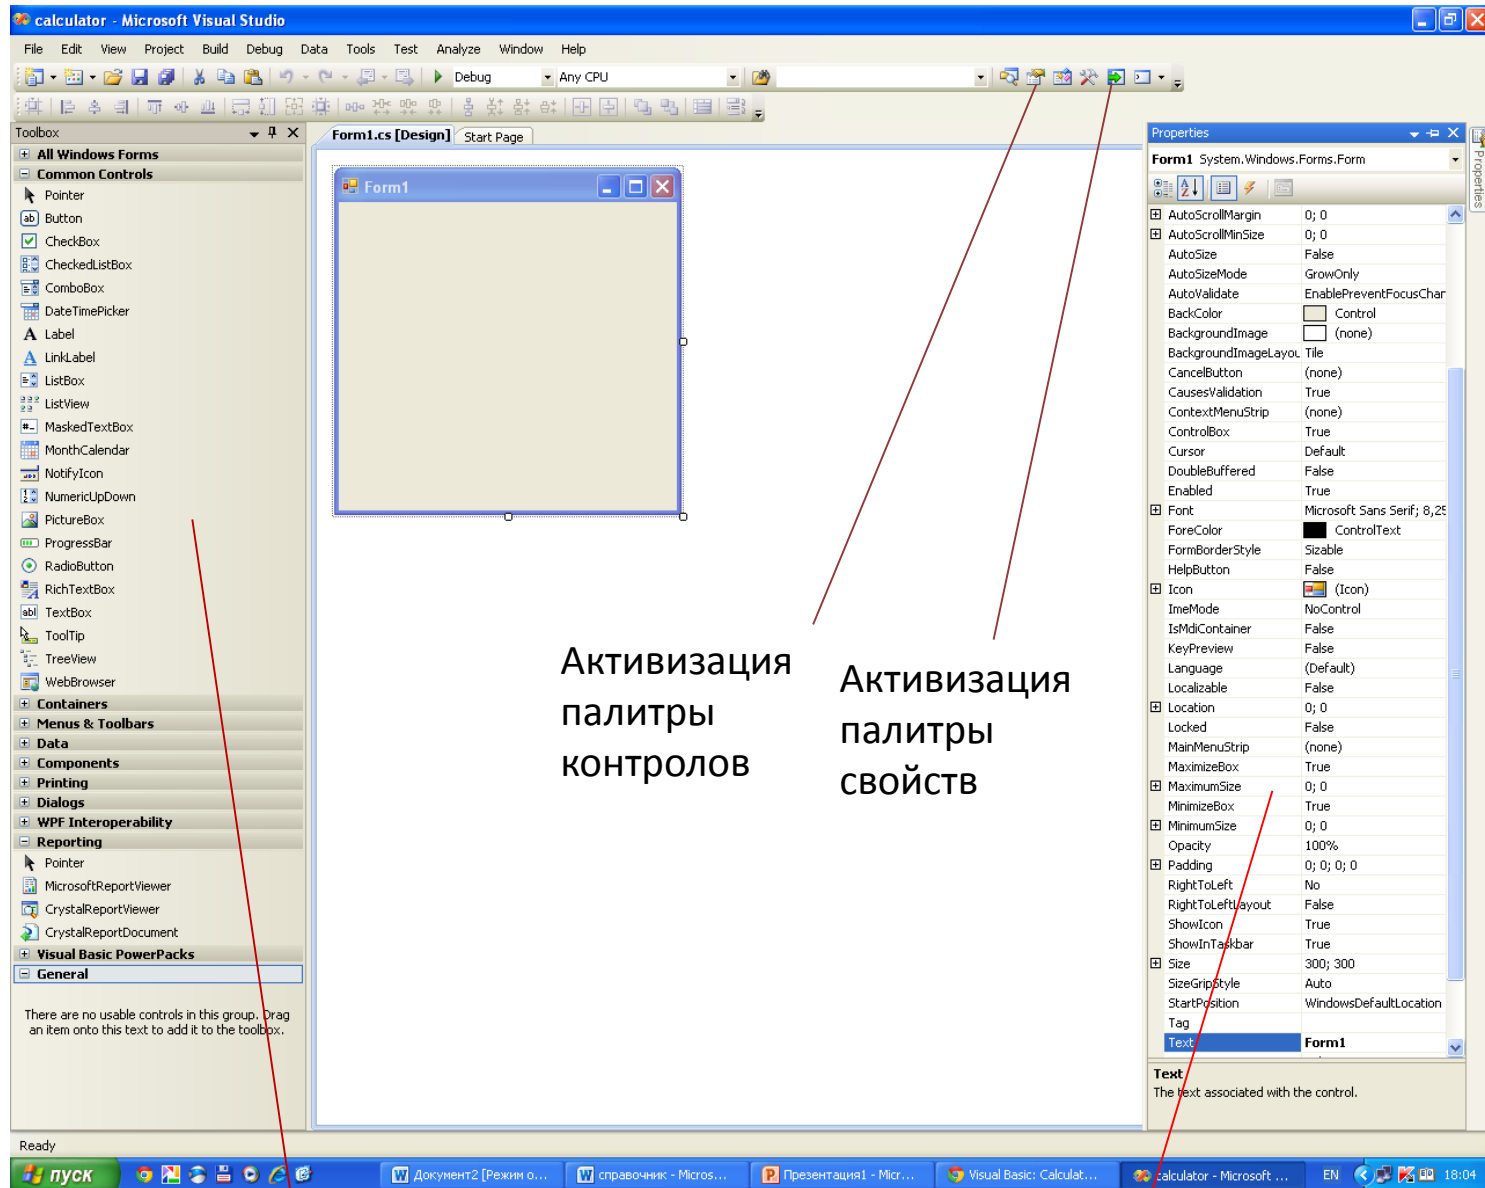 calculator - Microsoft Visual Studio
File Edit View Project Build Debug Data Tools Test Analyze Window Help
Debug Any CPU
Toolbox
Form1.cs [Design] Start Page
All Windows Forms
Common Controls
Pointer
Button
CheckBox
CheckedListBox
ComboBox
DateTimePicker
Label
LinkLabel
ListBox
ListView
MaskedTextBox
MonthCalendar
NotifyIcon
NumericUpDown
PictureBox
ProgressBar
RadioButton
RichTextBox
TextBox
ToolTip
TreeView
WebBrowser
Containers
Menus & Toolbars
Data
Components
Printing
Dialogs
WPF Interoperability
Reporting
Pointer
MicrosoftReportViewer
CrystalReportViewer
CrystalReportDocument
Visual Basic PowerPacks
General
There are no usable controls in this group. Drag
an item onto this text to add it to the toolbox.
Form1
Активизация
палитры
контролов
Активизация
палитры
свойств
Properties
Form1 System.Windows.Forms.Form
AutoScrollMargin 0; 0
AutoScrollMinSize 0; 0
AutoSize False
AutoSizeMode GrowOnly
AutoValidate EnablePreventFocusChar
BackColor Control
BackgroundImage (none)
BackgroundImageLayou Tile
CancelButton (none)
CausesValidation True
ContextMenuStrip (none)
ControlBox True
Cursor Default
DoubleBuffered False
Enabled True
Font Microsoft Sans Serif; 8,25
ForeColor ControlText
FormBorderStyle Sizable
HelpButton False
Icon (Icon)
ImeMode NoControl
IsMdiContainer False
KeyPreview False
Language (Default)
Localizable False
Location 0; 0
Locked False
MainMenuStrip (none)
MaximizeBox True
MaximumSize 0; 0
MinimizeBox True
MinimumSize 0; 0
Opacity 100%
Padding 0; 0; 0; 0
RightToLeft No
RightToLeftLayout False
ShowIcon True
ShowInTaskbar True
Size 300; 300
SizeGripStyle Auto
StartPosition WindowsDefaultLocation
Tag
Text Form1
Text
The text associated with the control.
Properties
Ready
пуск Документ2 [Режим о... справочник - Micros... Презентация1 - Micr... Visual Basic: Calculat... calculator - Microsoft ... EN 18:04